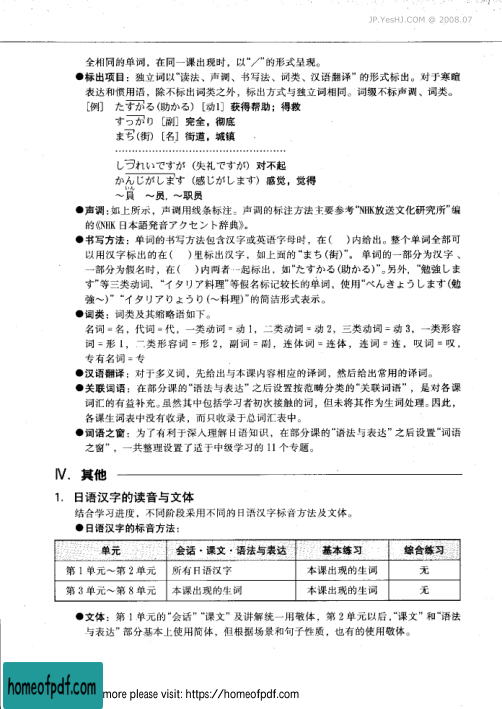 JP.YesHJ.COM @ 2008.07
全相同的单词，在同一课出现时，以“／”的形式呈现。
●标出项目：独立词以“读法、声调、书写法、词类、汉语翻译”的形式标出。对于寒暄
表达和惯用语，除不标出词类之外，标出方式与独立词相同。词缀不标声调、词类。
［例］ たすかる(助かる)［动1］获得帮助；得救
すっかり［副］完全，彻底
まち(街)［名］街道，城镇
………………………………………………
しつれいですが（失礼ですが）对不起
かんじがします（感じがします）感觉，觉得
～員（いん） ～员，～职员
●声调：如上所示，声调用线条标注。声调的标注方法主要参考“NHK放送文化研究所”编
的《NHK日本語発音アクセント辞典》。
●书写方法：单词的书写方法包含汉字或英语字母时，在（　）内给出。整个单词全部可
以用汉字标出的在（　）里标出汉字，如上面的“まち(街)”。单词的一部分为汉字、
一部分为假名时，在（　）内两者一起标出，如“たすかる(助かる)”。另外，“勉強しま
す”等三类动词，“イタリア料理”等假名标记较长的单词，使用“べんきょうします(勉
強～)”“イタリアりょうり(～料理)”的简洁形式表示。
●词类：词类及其缩略语如下。
名词=名，代词=代，一类动词=动1，二类动词=动2，三类动词=动3，一类形容
词=形1，二类形容词=形2，副词=副，连体词=连体，连词=连，叹词=叹，
专有名词=专
●汉语翻译：对于多义词，先给出与本课内容相应的译词，然后给出常用的译词。
●关联词语：在部分课的“语法与表达”之后设置按范畴分类的“关联词语”，是对各课
词汇的有益补充。虽然其中包括学习者初次接触的词，但未将其作为生词处理。因此，
各课生词表中没有收录，而只收录于总词汇表中。
●词语之窗：为了有利于深入理解日语知识，在部分课的“语法与表达”之后设置“词语
之窗”，一共整理设置了适于中级学习的11个专题。
Ⅳ．其他
1．日语汉字的读音与文体
结合学习进度，不同阶段采用不同的日语汉字标音方法及文体。
●日语汉字的标音方法：
单元 会话·课文·语法与表达 基本练习 综合练习
第1单元～第2单元 所有日语汉字 本课出现的生词 无
第3单元～第8单元 本课出现的生词 本课出现的生词 无
●文体：第1单元的“会话”“课文”及讲解统一用敬体，第2单元以后，“课文”和“语法
与表达”部分基本上使用简体，但根据场景和句子性质，也有的使用敬体。
homeofpdf.com
more please visit: https://homeofpdf.com